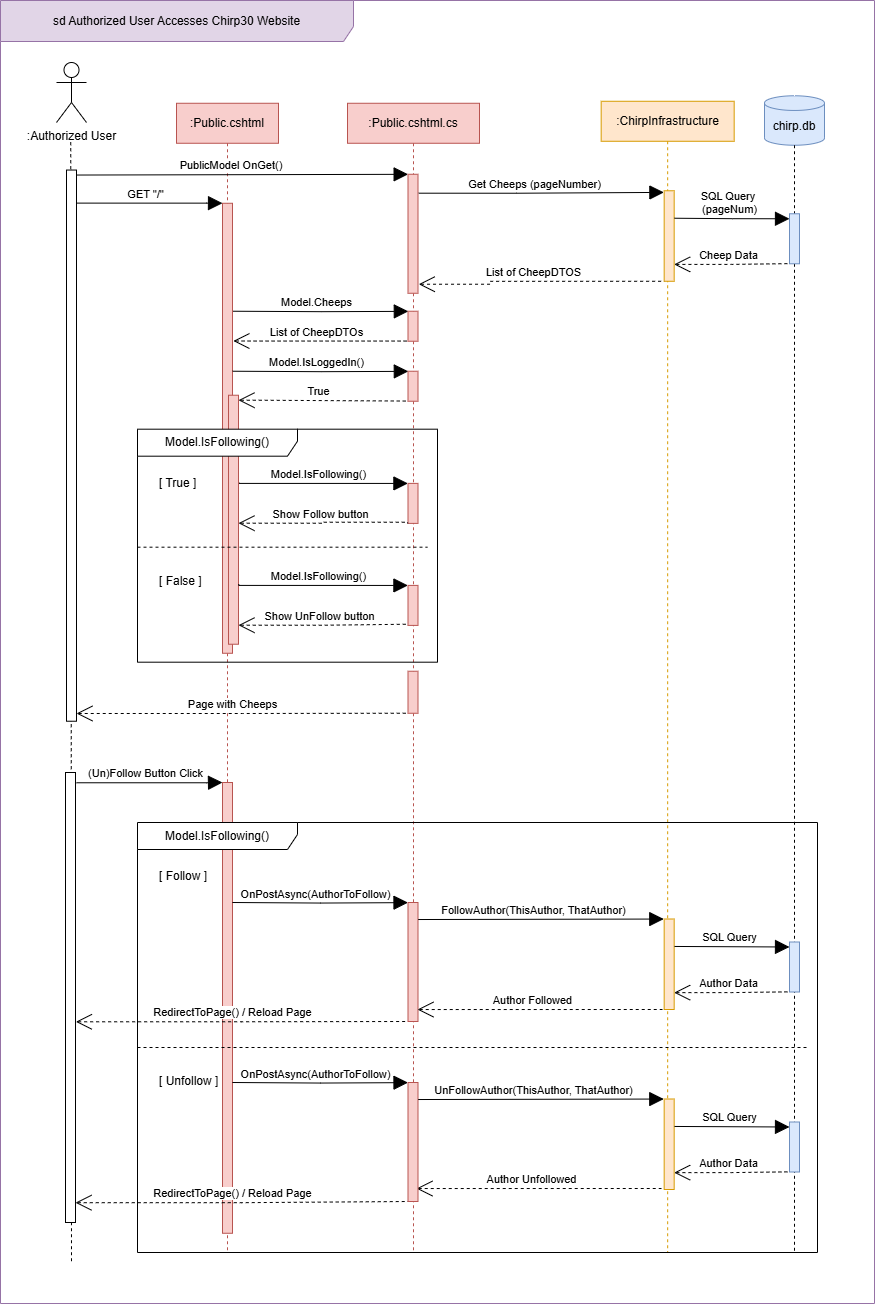 sd Authorized User Accesses Chirp30 Website
:Authorized User
:Public.cshtml
:Public.cshtml.cs
:ChirpInfrastructure
chirp.db
PublicModel OnGet()
GET "/"
Get Cheeps (pageNumber)
SQL Query
(pageNum)
Cheep Data
List of CheepDTOS
Model.Cheeps
List of CheepDTOs
Model.IsLoggedIn()
True
Model.IsFollowing()
[ True ]
Model.IsFollowing()
Show Follow button
[ False ]
Model.IsFollowing()
Show UnFollow button
Page with Cheeps
(Un)Follow Button Click
Model.IsFollowing()
[ Follow ]
OnPostAsync(AuthorToFollow)
FollowAuthor(ThisAuthor, ThatAuthor)
SQL Query
Author Data
Author Followed
RedirectToPage() / Reload Page
[ Unfollow ]
OnPostAsync(AuthorToFollow)
UnFollowAuthor(ThisAuthor, ThatAuthor)
SQL Query
Author Data
Author Unfollowed
RedirectToPage() / Reload Page